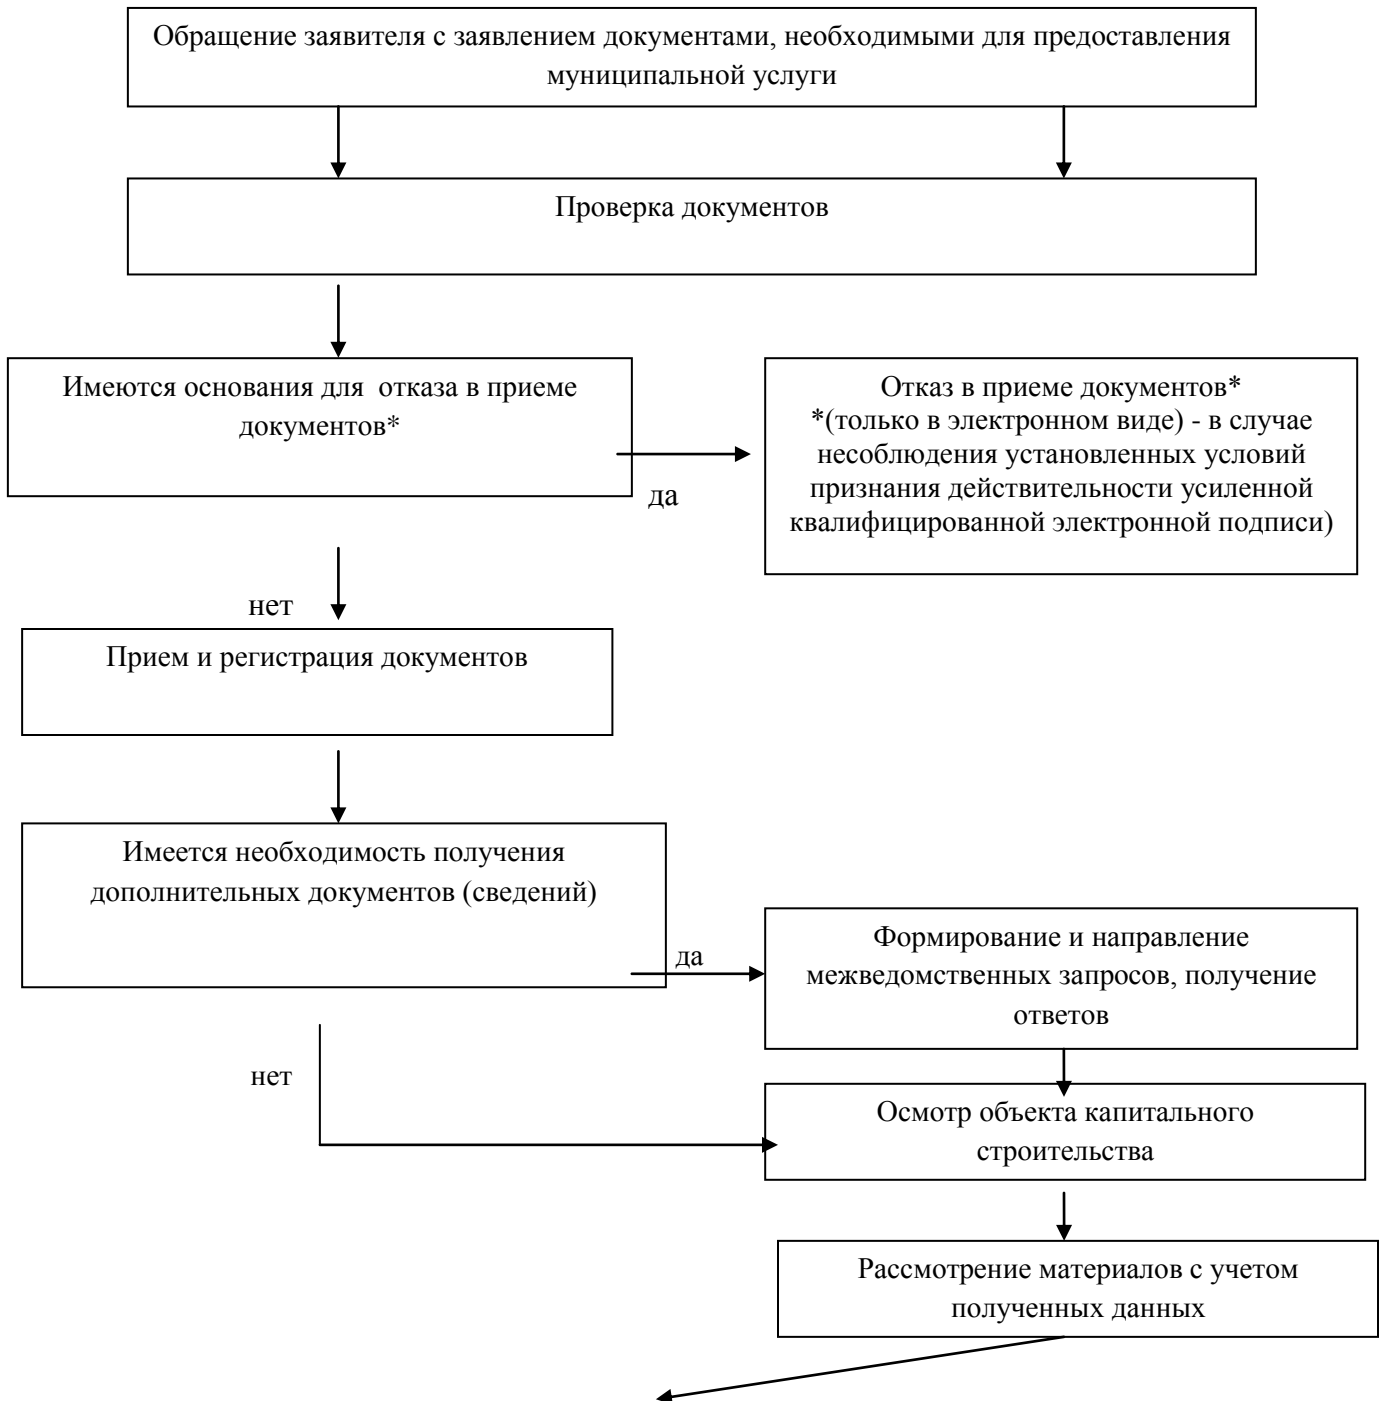 Обращение заявителя с заявлением документами, необходимыми для предоставления
муниципальной услуги
Проверка документов
Имеются основания для  отказа в приеме
документов*
да
Отказ в приеме документов*
*(только в электронном виде) - в случае
несоблюдения установленных условий
признания действительности усиленной
квалифицированной электронной подписи)
нет
Прием и регистрация документов
Имеется необходимость получения
дополнительных документов (сведений)
да
Формирование и направление
межведомственных запросов, получение
ответов
нет
Осмотр объекта капитального
строительства
Рассмотрение материалов с учетом
полученных данных